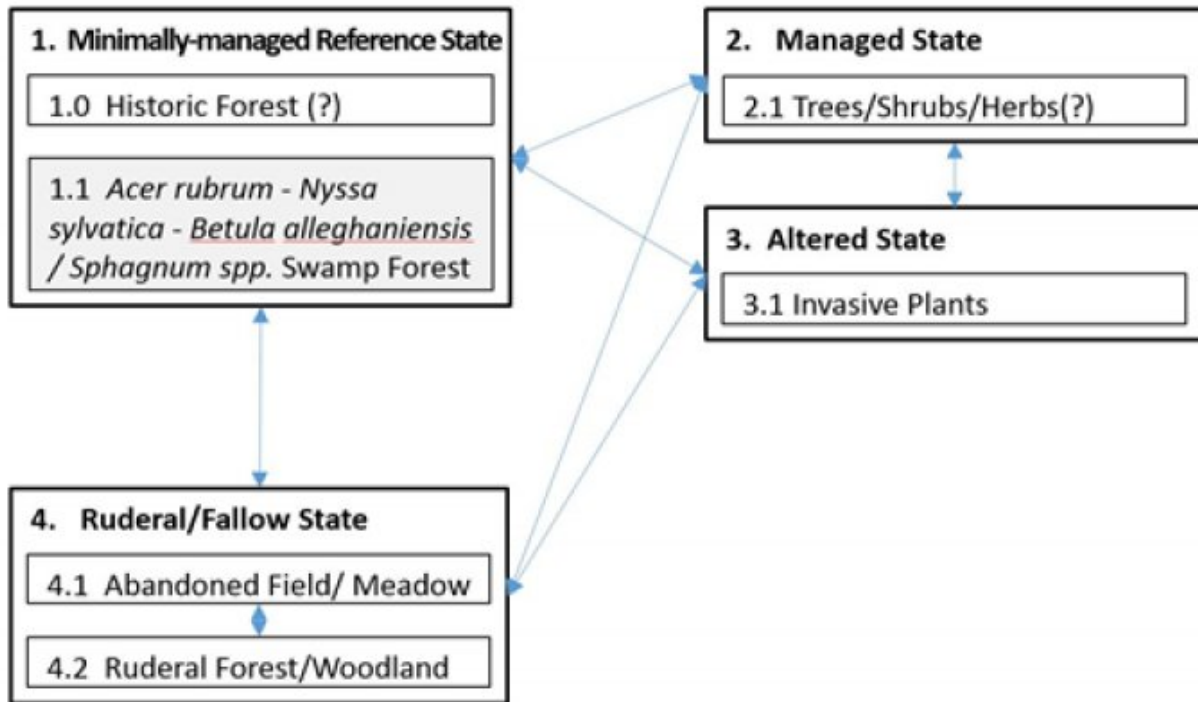 1. Minimally-managed Reference State
1.0 Historic Forest (?)
1.1 Acer rubrum - Nyssa
sylvatica - Betula alleghaniensis
/ Sphagnum spp. Swamp Forest
2. Managed State
2.1 Trees/Shrubs/Herbs(?)
3. Altered State
3.1 Invasive Plants
4. Ruderal/Fallow State
4.1 Abandoned Field/ Meadow
4.2 Ruderal Forest/Woodland